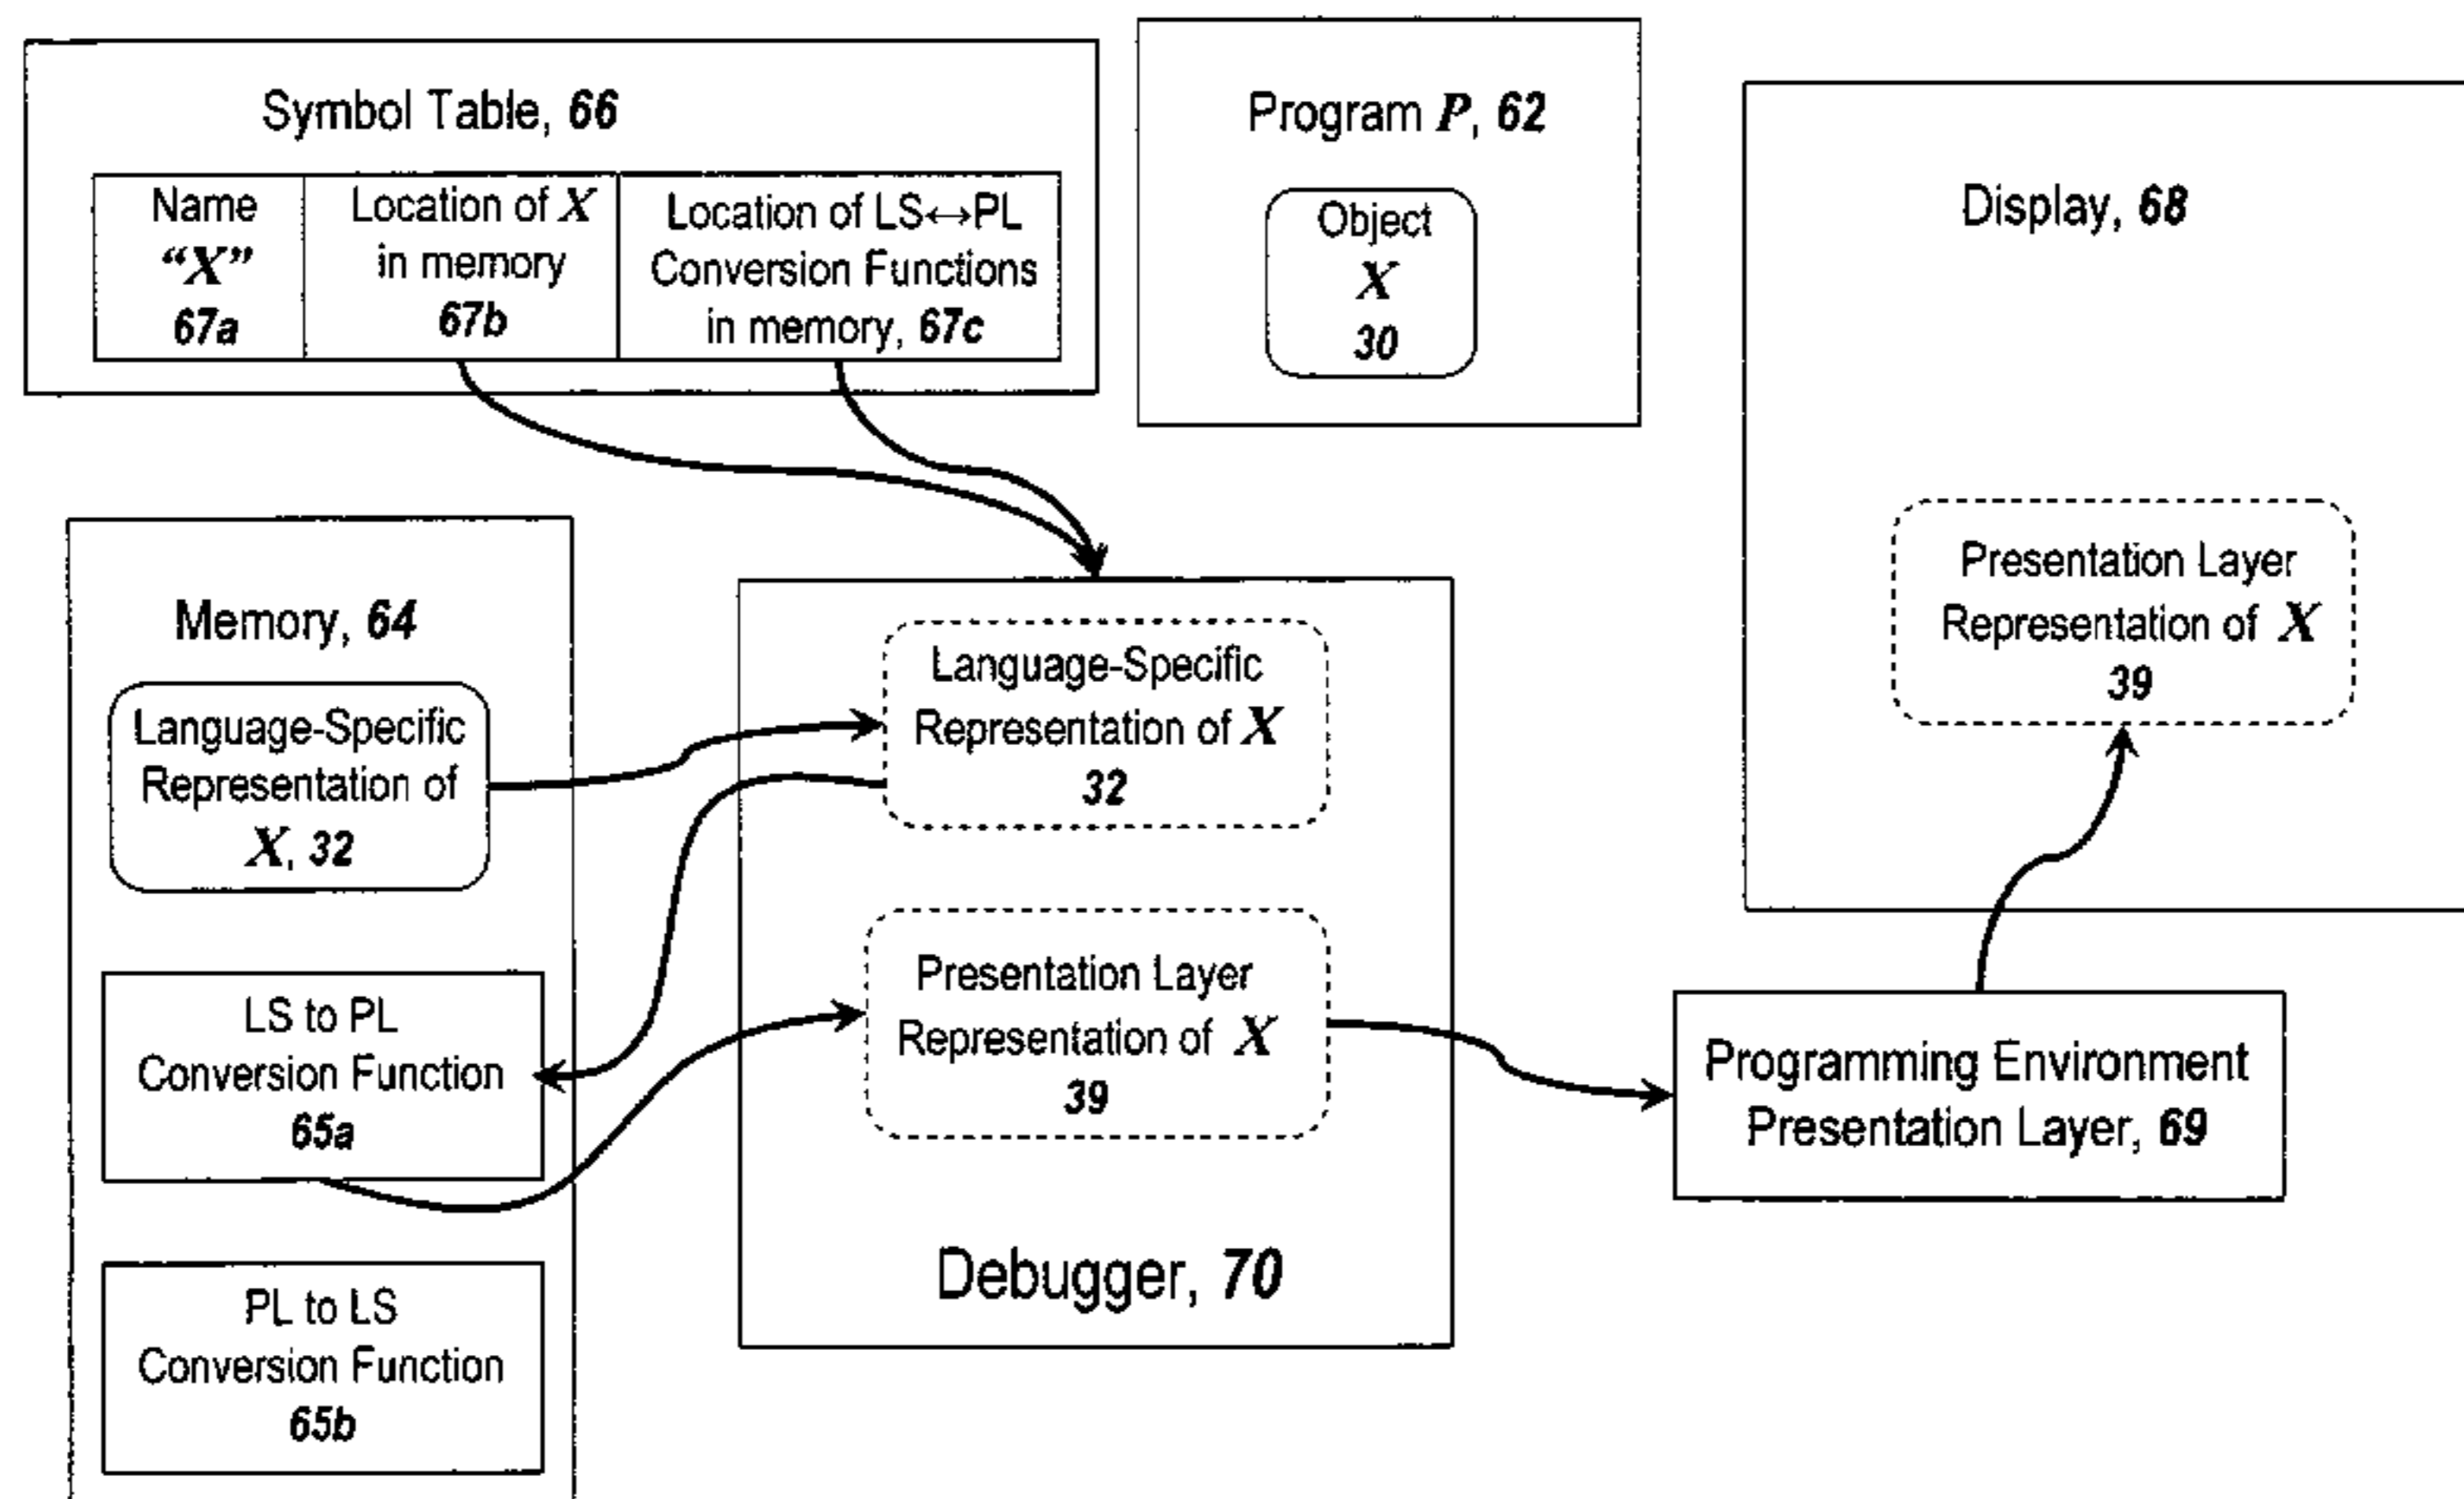 Symbol Table, 66
Name
“X”
67a
Location of X
in memory
67b
Location of LS↔PL
Conversion Functions
in memory, 67c
Program P, 62
Object
X
30
Display, 68
Presentation Layer
Representation of X
39
Memory, 64
Language-Specific
Representation of
X, 32
LS to PL
Conversion Function
65a
PL to LS
Conversion Function
65b
Language-Specific
Representation of X
32
Presentation Layer
Representation of X
39
Debugger, 70
Programming Environment
Presentation Layer, 69